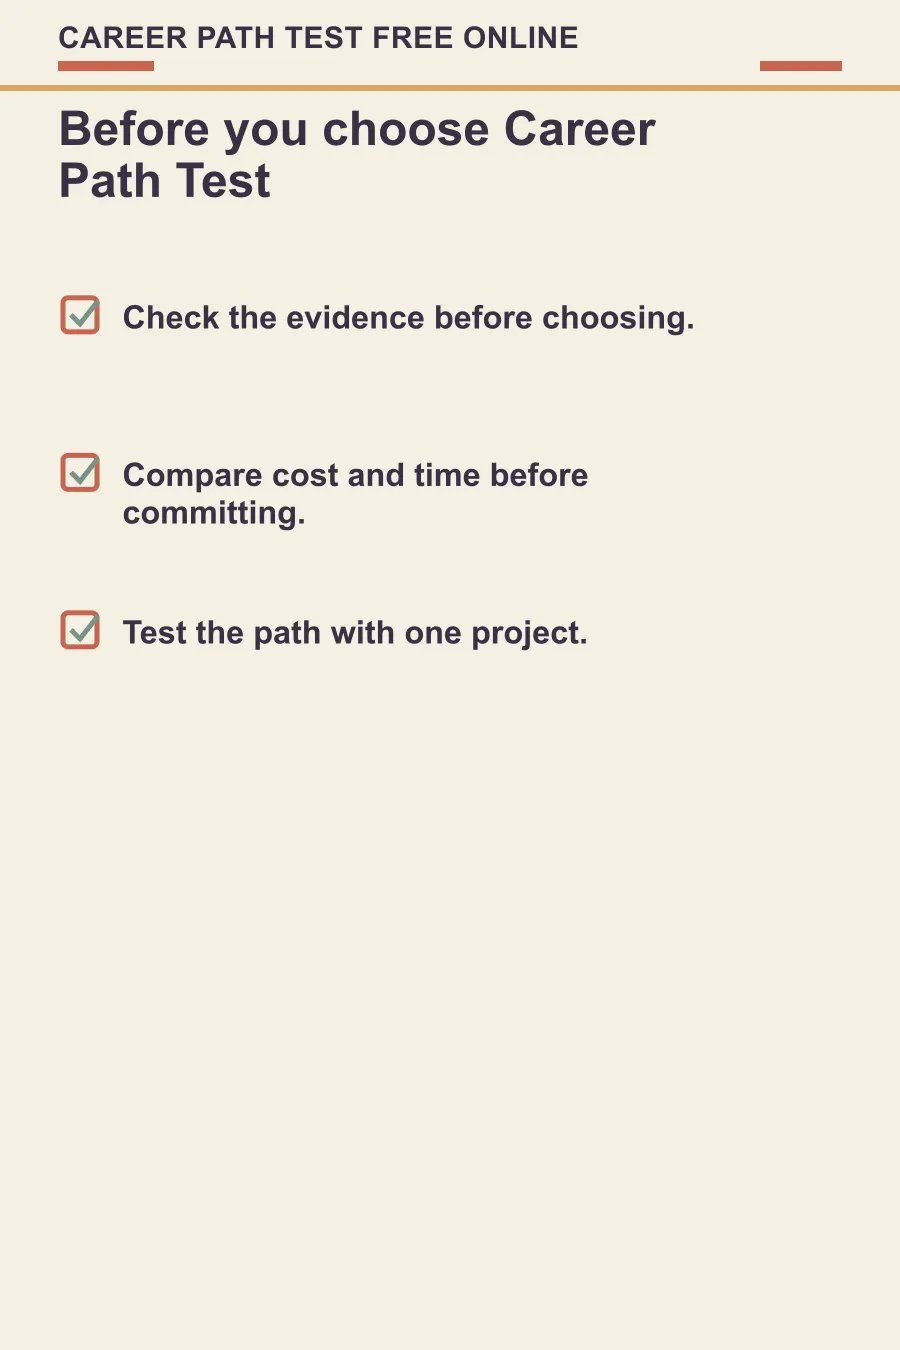 CAREER PATH TEST FREE ONLINE
Before you choose Career
Path Test
Check the evidence before choosing.
Compare cost and time before
committing.
Test the path with one project.